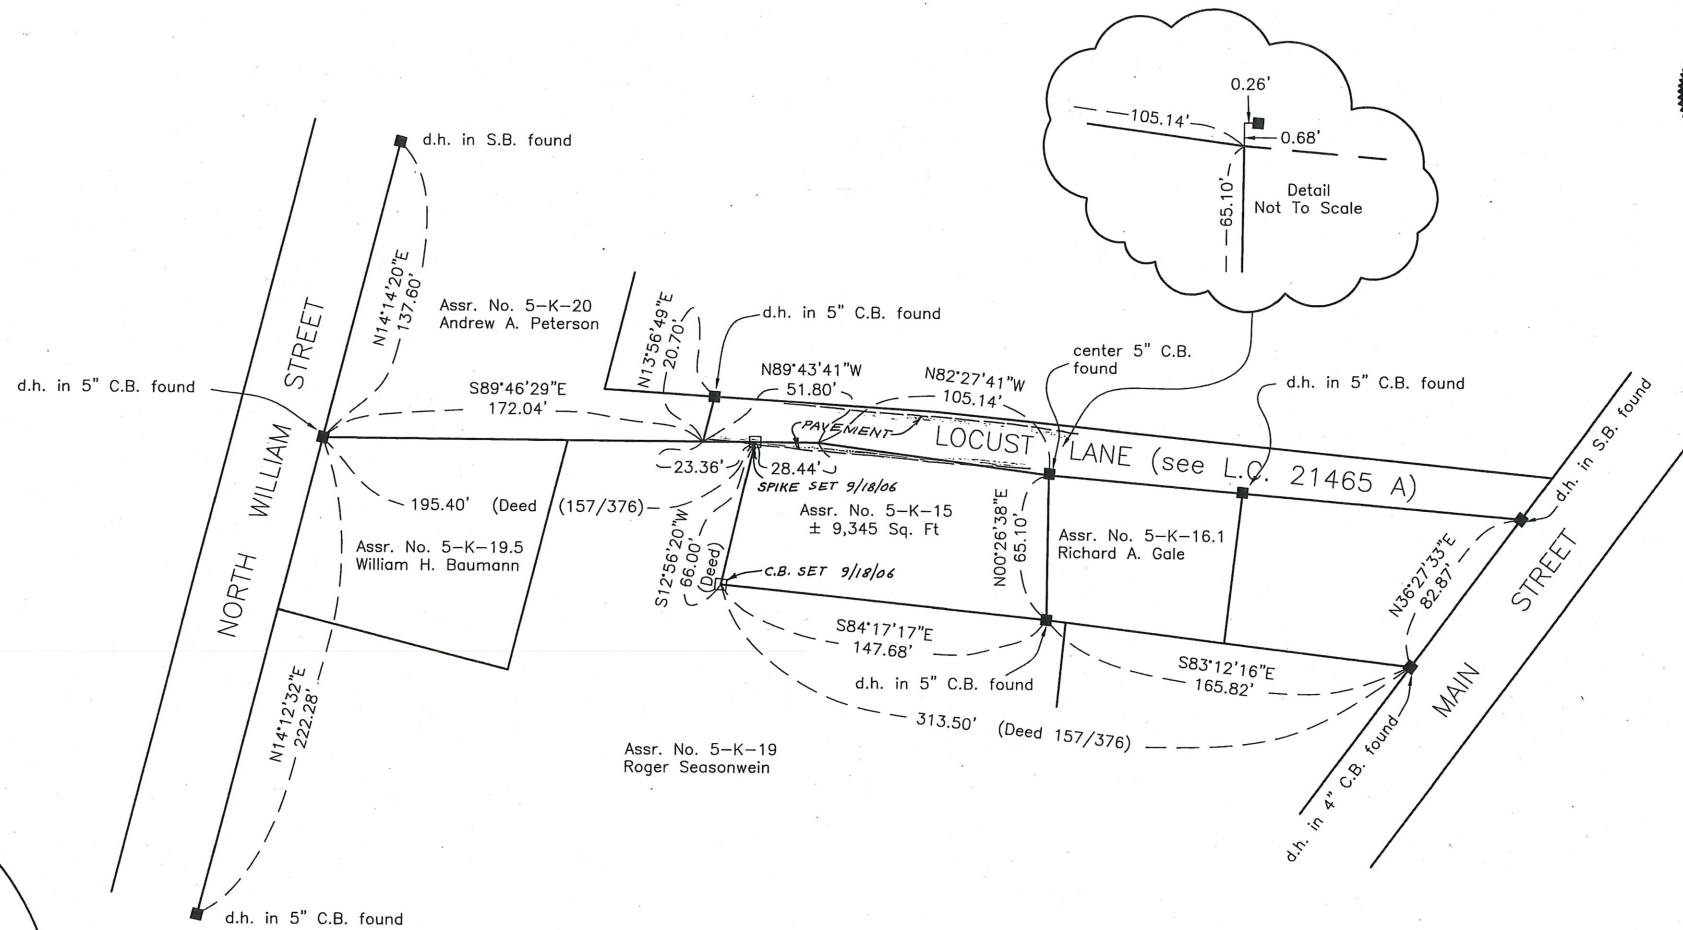 0.26'
105.14'
0.68'
65.10'
Detail
Not To Scale
d.h. in S.B. found
N14°14'20"E
137.60'
Assr. No. 5-K-20
Andrew A. Peterson
N13°56'49"E
20.70'
d.h. in 5" C.B. found
center 5" C.B.
found
d.h. in 5" C.B. found
d.h. in 5" C.B. found
S89°46'29"E
172.04'
N89°43'41"W
51.80'
N82°27'41"W
105.14'
PAVEMENT
LOCUST LANE (see L.C. 21465 A)
d.h. in S.B. found
23.36'
28.44'
SPIKE SET 9/18/06
195.40' (Deed (157/376)
Assr. No. 5-K-15
± 9,345 Sq. Ft
Assr. No. 5-K-19.5
William H. Baumann
S12°56'20"W
66.00'
(Deed)
C.B. SET 9/18/06
N00°26'38"E
65.10'
Assr. No. 5-K-16.1
Richard A. Gale
N36°27'33"E
82.87'
NORTH WILLIAM STREET
MAIN STREET
S84°17'17"E
147.68'
S83°12'16"E
165.82'
d.h. in 5" C.B. found
313.50' (Deed 157/376)
N14°12'32"E
222.28'
Assr. No. 5-K-19
Roger Seasonwein
d.h. in 4" C.B. found
d.h. in 5" C.B. found